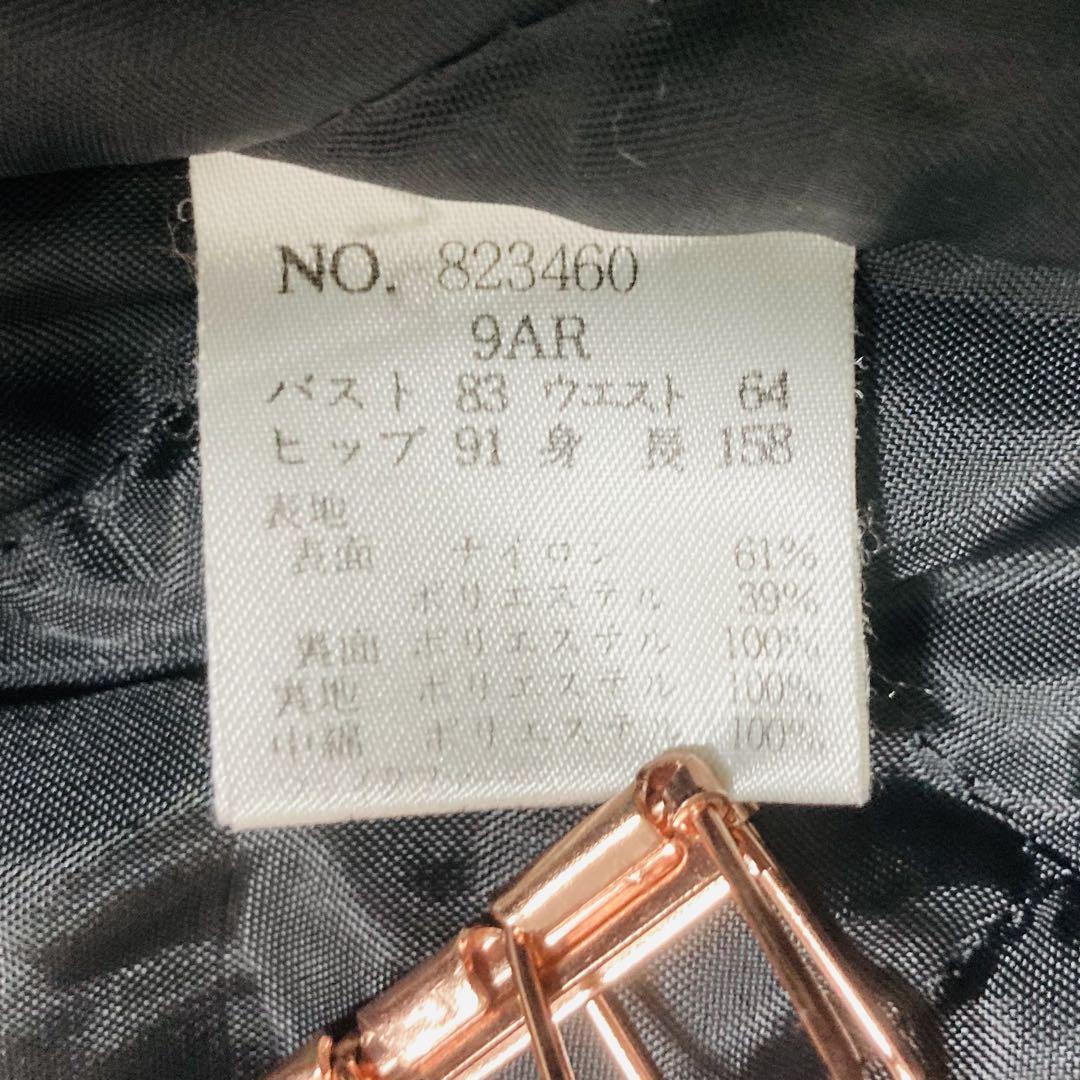 NO. 823460
9AR
バスト 83 ウエスト 64
ヒップ 91 身 長 158
表地
表面 ナイロン 61%
ポリエステル 39%
裏面 ポリエステル 100%
裏地 ポリエステル 100%
中綿 ポリエステル 100%